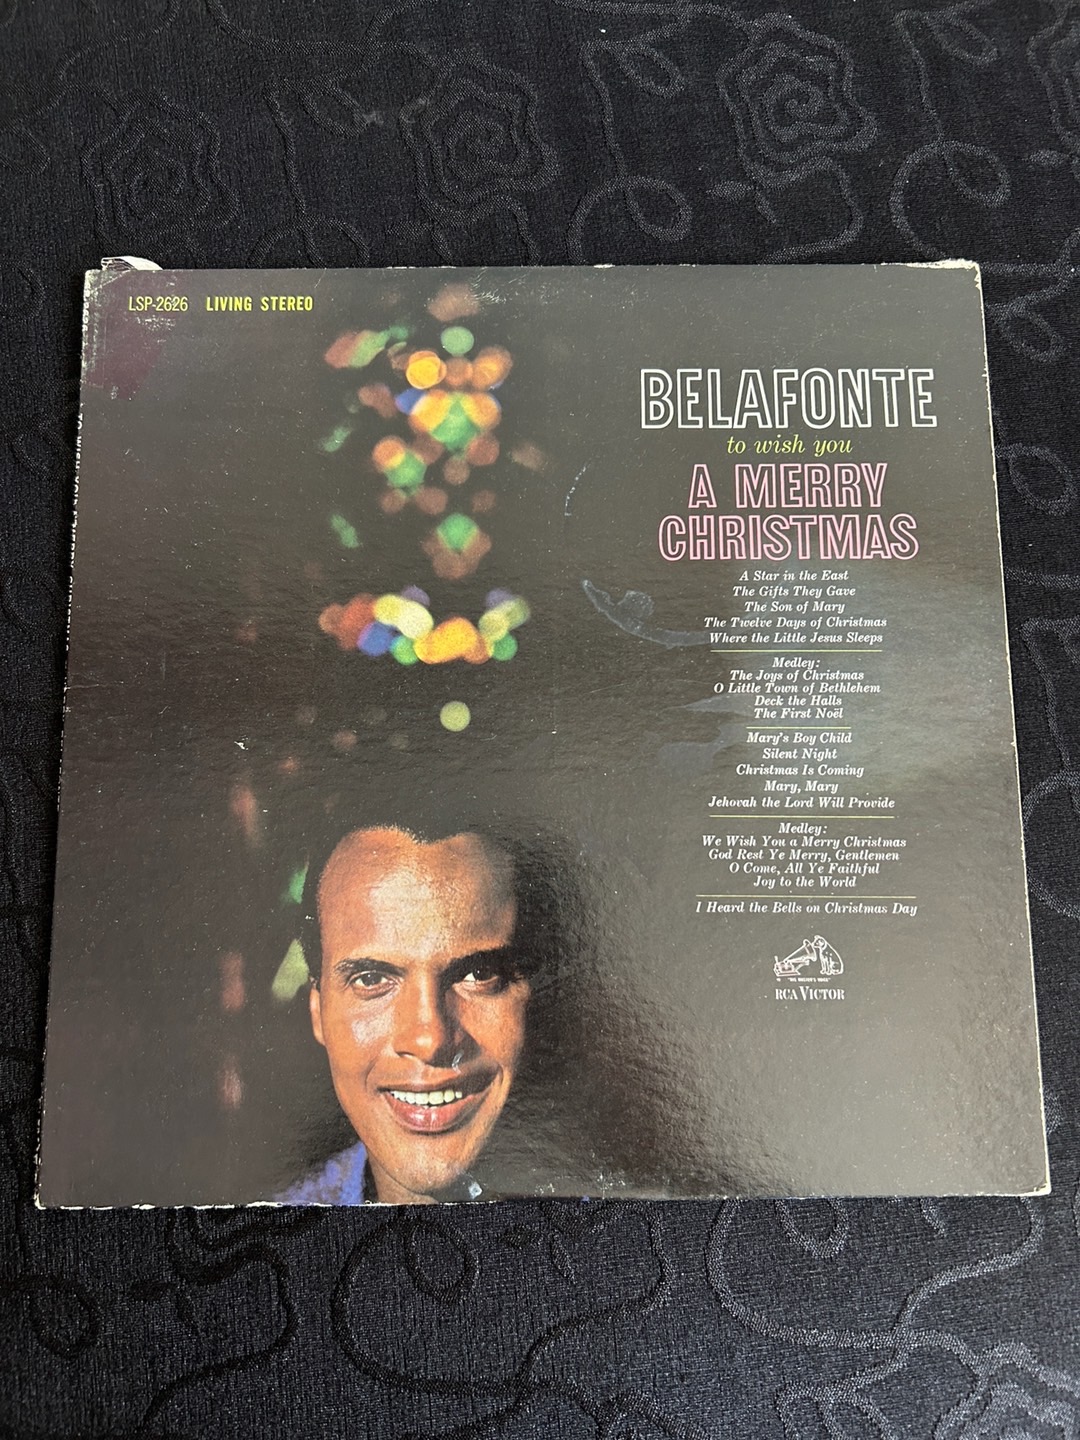 LSP-2626 LIVING STEREO
BELAFONTE
to wish you
A MERRY
CHRISTMAS
A Star in the East
The Gifts They Gave
The Son of Mary
The Twelve Days of Christmas
Where the Little Jesus Sleeps
Medley:
The Joys of Christmas
O Little Town of Bethlehem
Deck the Halls
The First Noël
Mary's Boy Child
Silent Night
Christmas Is Coming
Mary, Mary
Jehovah the Lord Will Provide
Medley:
We Wish You a Merry Christmas
God Rest Ye Merry, Gentlemen
O Come, All Ye Faithful
Joy to the World
I Heard the Bells on Christmas Day
"HIS MASTER'S VOICE"
RCA VICTOR